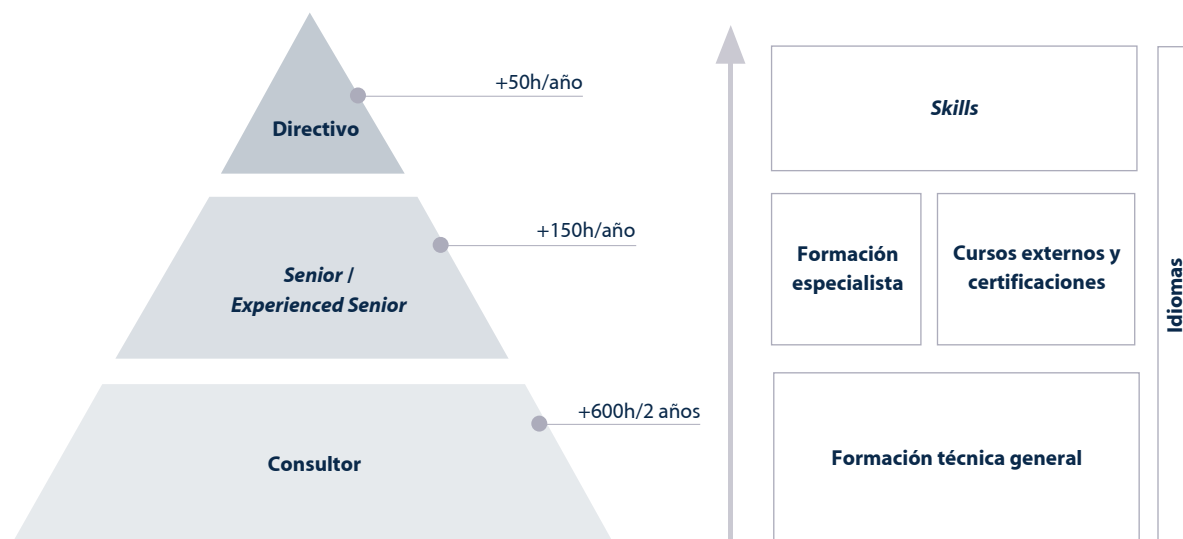 +50h/año
Directivo
+150h/año
Senior /
Experienced Senior
+600h/2 años
Consultor
Skills
Formación
especialista
Cursos externos y
certificaciones
Formación técnica general
Idiomas